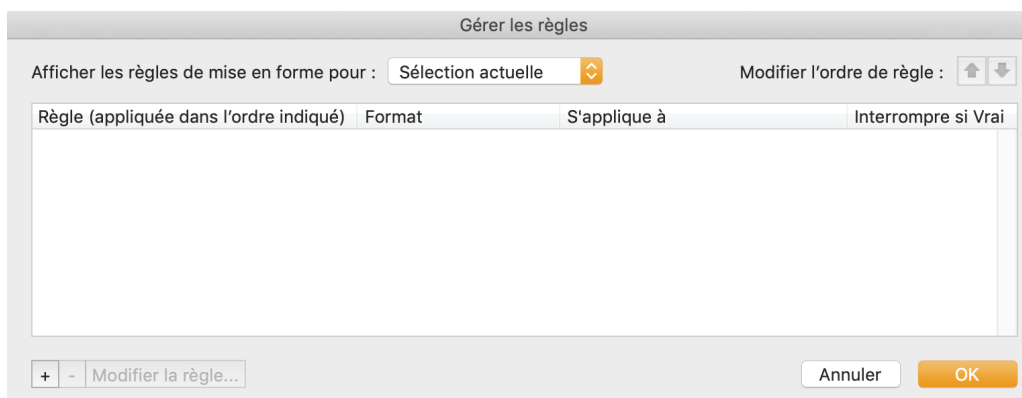 Gérer les règles
Afficher les règles de mise en forme pour : Sélection actuelle Modifier l'ordre de règle :
Règle (appliquée dans l'ordre indiqué) Format S'applique à Interrompre si Vrai
+ - Modifier la règle... Annuler OK